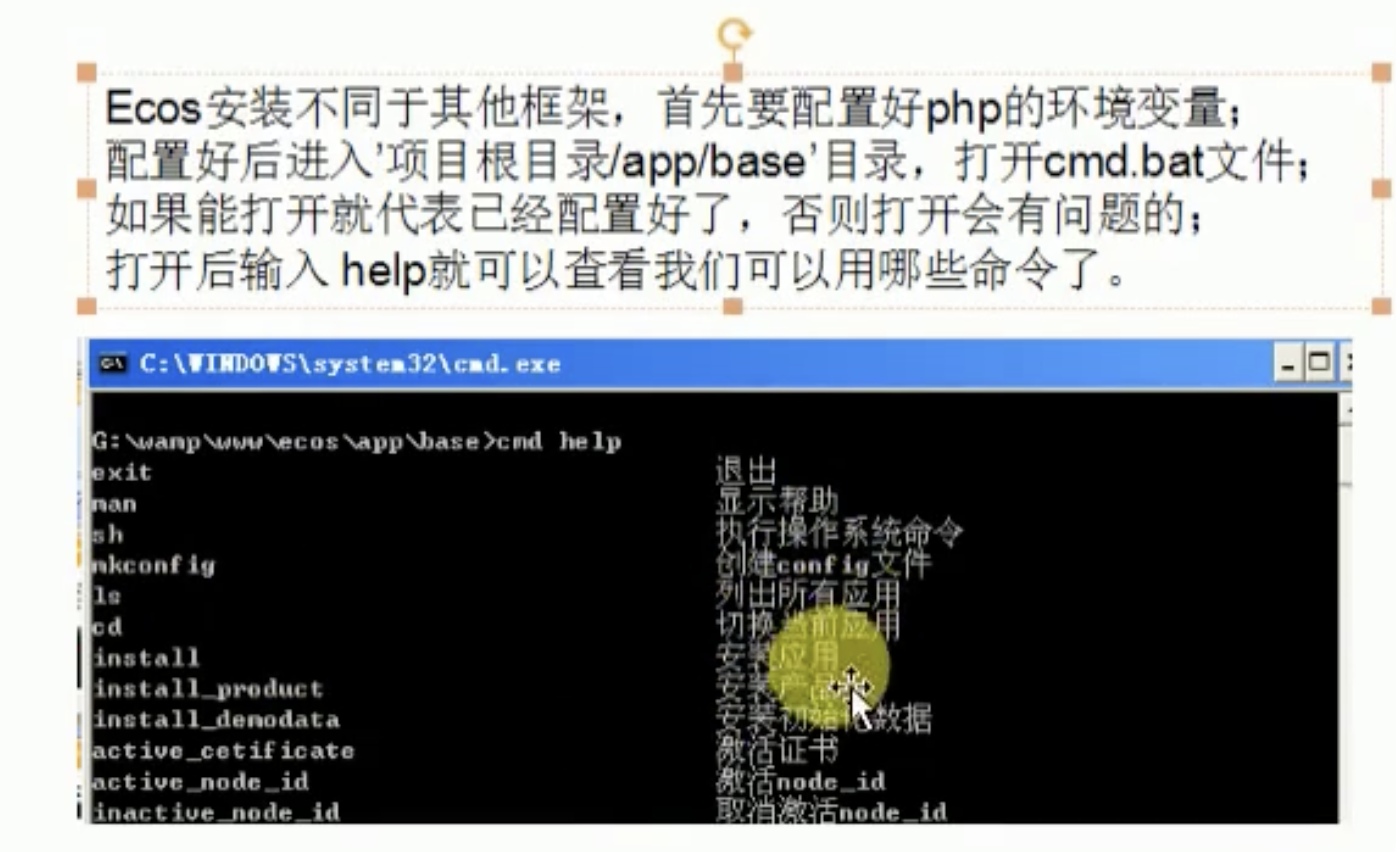 Ecos安装不同于其他框架，首先要配置好php的环境变量；
配置好后进入’项目根目录/app/base’目录，打开cmd.bat文件；
如果能打开就代表已经配置好了，否则打开会有问题的；
打开后输入 help就可以查看我们可以用哪些命令了。
C:\WINDOWS\system32\cmd.exe
G:\wamp\www\ecos\app\base>cmd help
exit 退出
man 显示帮助
sh 执行操作系统命令
mkconfig 创建config文件
ls 列出所有应用
cd 切换当前应用
install 安装应用
install_product 安装产品
install_demodata 安装初始化数据
active_cetificate 激活证书
active_node_id 激活node_id
inactive_node_id 取消激活node_id